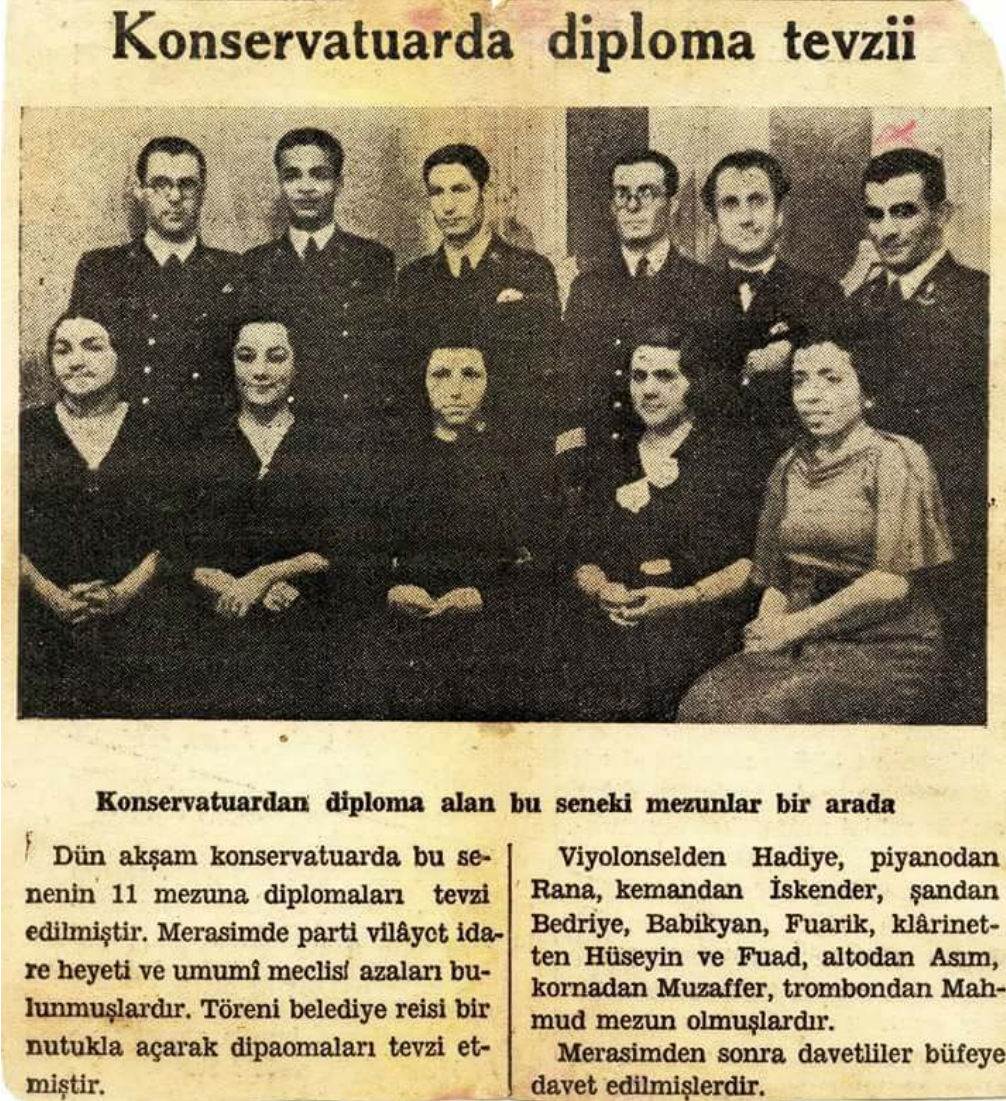 Konservatuarda diploma tevzii
Konservatuardan diploma alan bu seneki mezunlar bir arada
Dün akşam konservatuarda bu se-
nenin 11 mezuna diplomaları tevzi
edilmiştir. Merasimde parti vilâyet ida-
re heyeti ve umumî meclisi azaları bu-
lunmuşlardır. Töreni belediye reisi bir
nutukla açarak dipaomaları tevzi et-
miştir.
Viyolonselden Hadiye, piyanodan
Rana, kemandan İskender, şandan
Bedriye, Babikyan, Fuarik, klârinet-
ten Hüseyin ve Fuad, altodan Asım,
kornadan Muzaffer, trombondan Mah-
mud mezun olmuşlardır.
Merasimden sonra davetliler büfeye
davet edilmişlerdir.